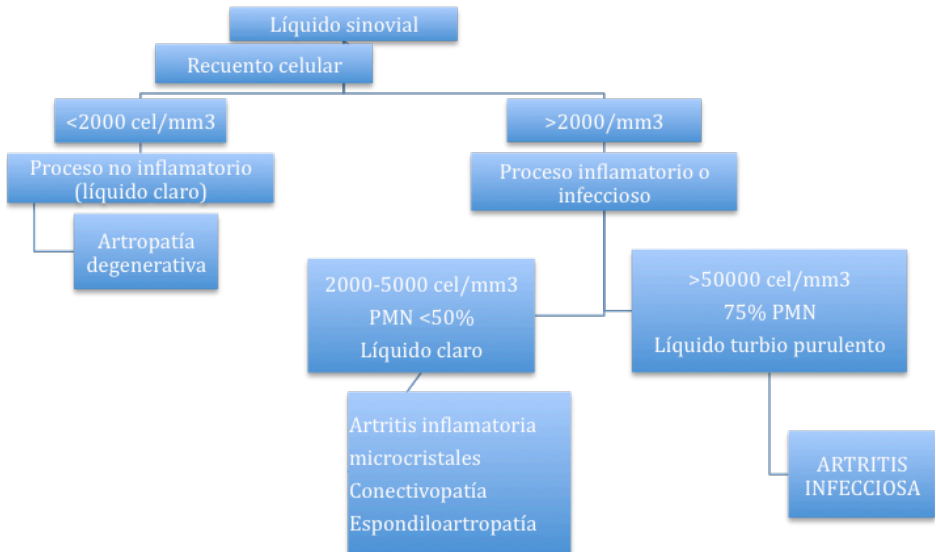 Líquido sinovial
Recuento celular
<2000 cel/mm3
>2000/mm3
Proceso no inflamatorio
(líquido claro)
Proceso inflamatorio o
infeccioso
Artropatía
degenerativa
2000-5000 cel/mm3
PMN <50%
Líquido claro
>50000 cel/mm3
75% PMN
Líquido turbio purulento
Artritis inflamatoria
microcristales
Conectivopatía
Espondiloartropatía
ARTRITIS
INFECCIOSA